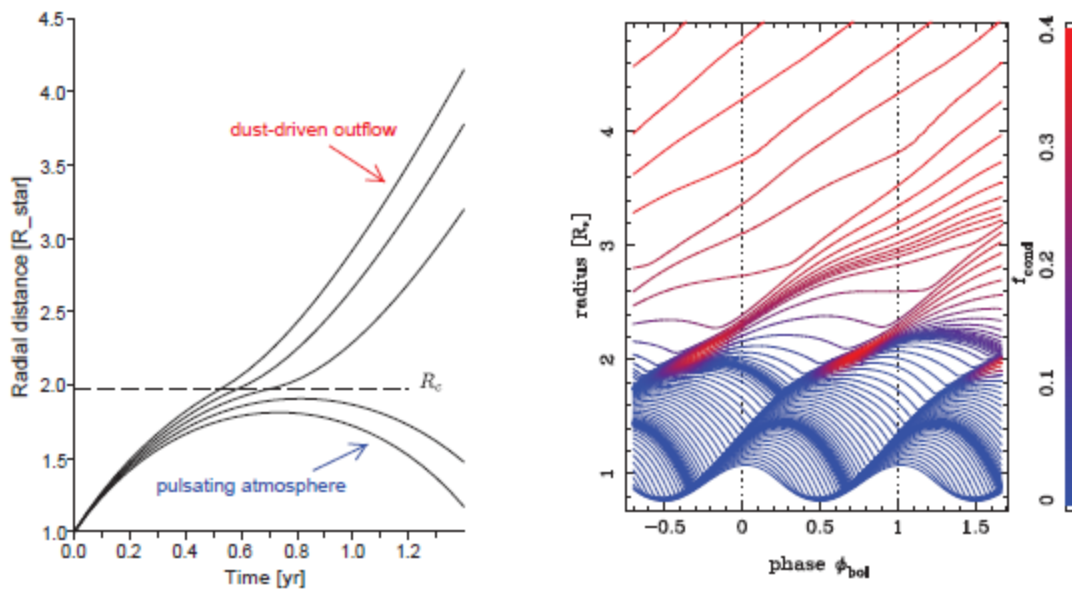 4.5
4.0
3.5
3.0
2.5
2.0
1.5
1.0
Radial distance [R_star]
dust-driven outflow
R_c
pulsating atmosphere
0.0 0.2 0.4 0.6 0.8 1.0 1.2
Time [yr]
radius [R_*]
4
3
2
1
−0.5 0 0.5 1 1.5
phase ϕ_bol
0.4
0.3
0.2
0.1
0
f_cond